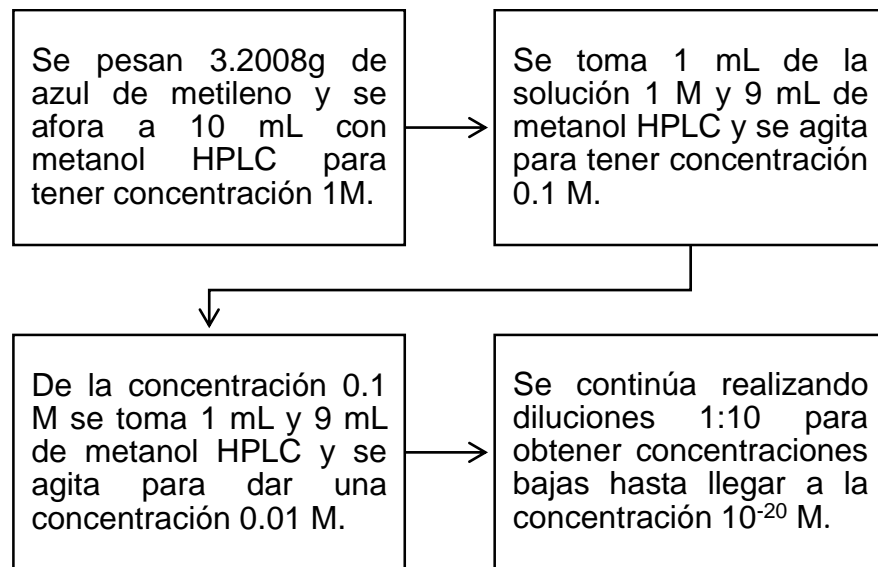 Se pesan 3.2008g de
azul de metileno y se
afora a 10 mL con
metanol HPLC para
tener concentración 1M.
Se toma 1 mL de la
solución 1 M y 9 mL de
metanol HPLC y se agita
para tener concentración
0.1 M.
De la concentración 0.1
M se toma 1 mL y 9 mL
de metanol HPLC y se
agita para dar una
concentración 0.01 M.
Se continúa realizando
diluciones 1:10 para
obtener concentraciones
bajas hasta llegar a la
concentración 10⁻²⁰ M.